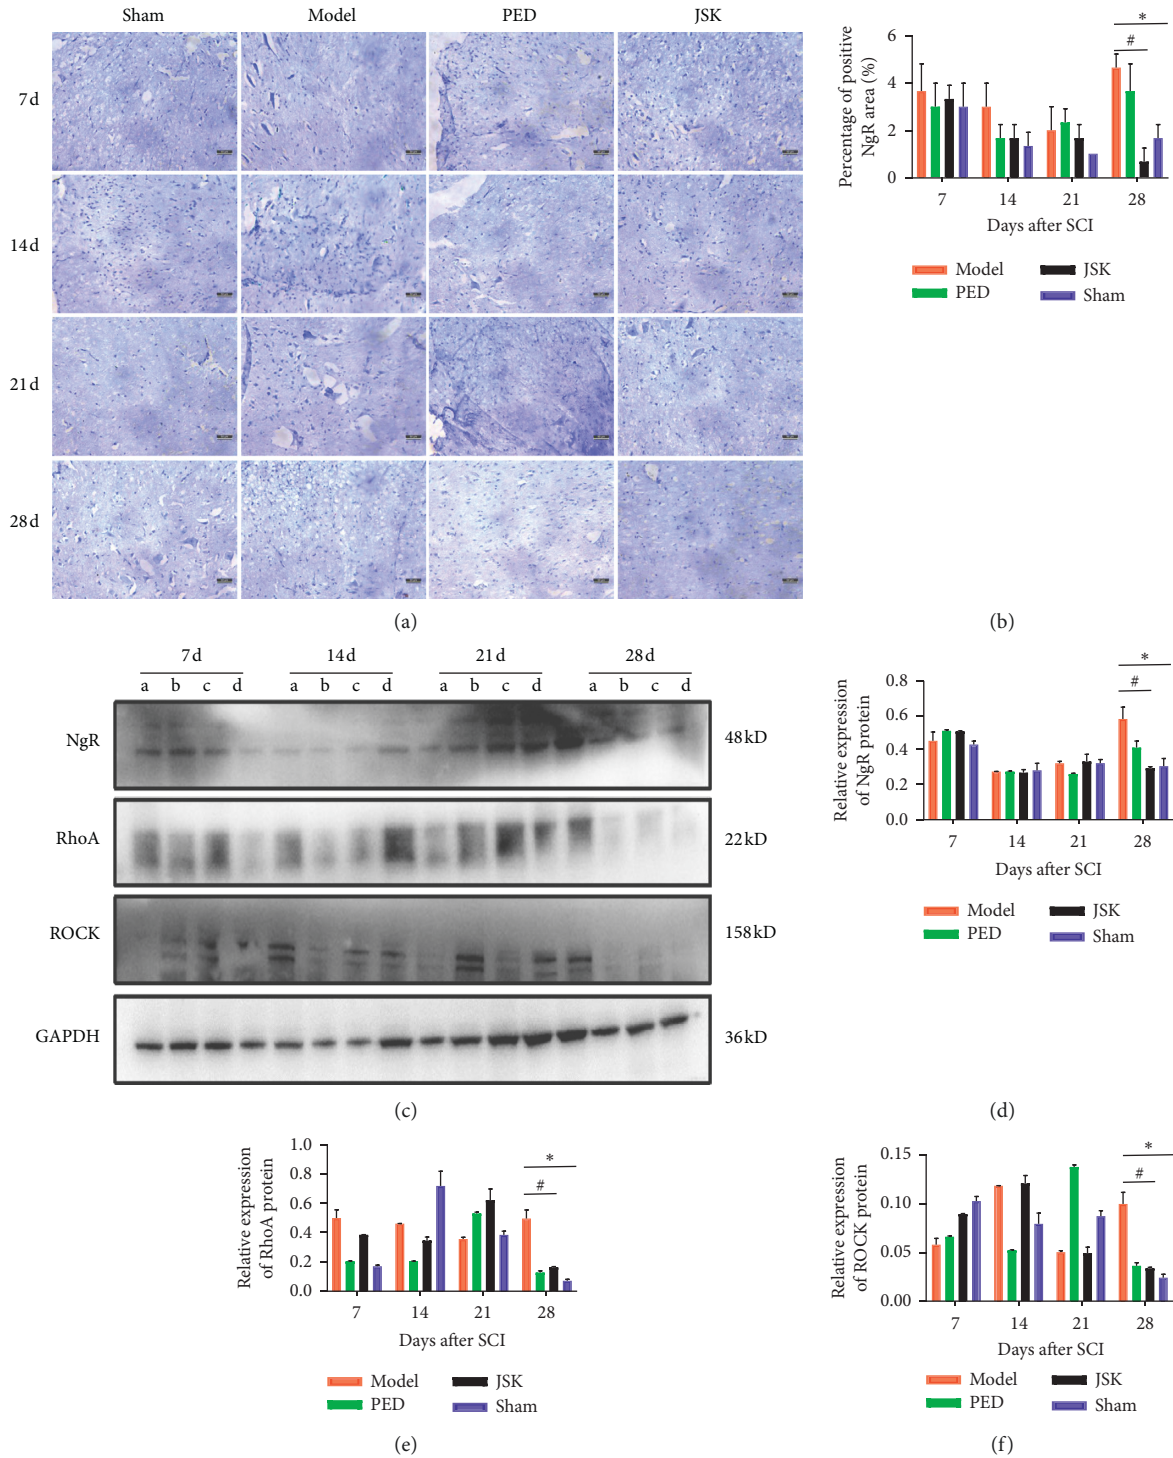 Sham Model PED JSK
7 d
14 d
21 d
28 d
(a)
Percentage of positive
NgR area (%)
6
4
2
0
*
#
7 14 21 28
Days after SCI
Model JSK
PED Sham
(b)
7 d 14 d 21 d 28 d
a b c d a b c d a b c d a b c d
NgR 48 kD
RhoA 22 kD
ROCK 158 kD
GAPDH 36 kD
(c)
Relative expression
of NgR protein
0.8
0.6
0.4
0.2
0.0
*
#
7 14 21 28
Days after SCI
Model JSK
PED Sham
(d)
Relative expression
of RhoA protein
1.0
0.8
0.6
0.4
0.2
0.0
*
#
7 14 21 28
Days after SCI
Model JSK
PED Sham
(e)
Relative expression
of ROCK protein
0.15
0.10
0.05
0.00
*
#
7 14 21 28
Days after SCI
Model JSK
PED Sham
(f)